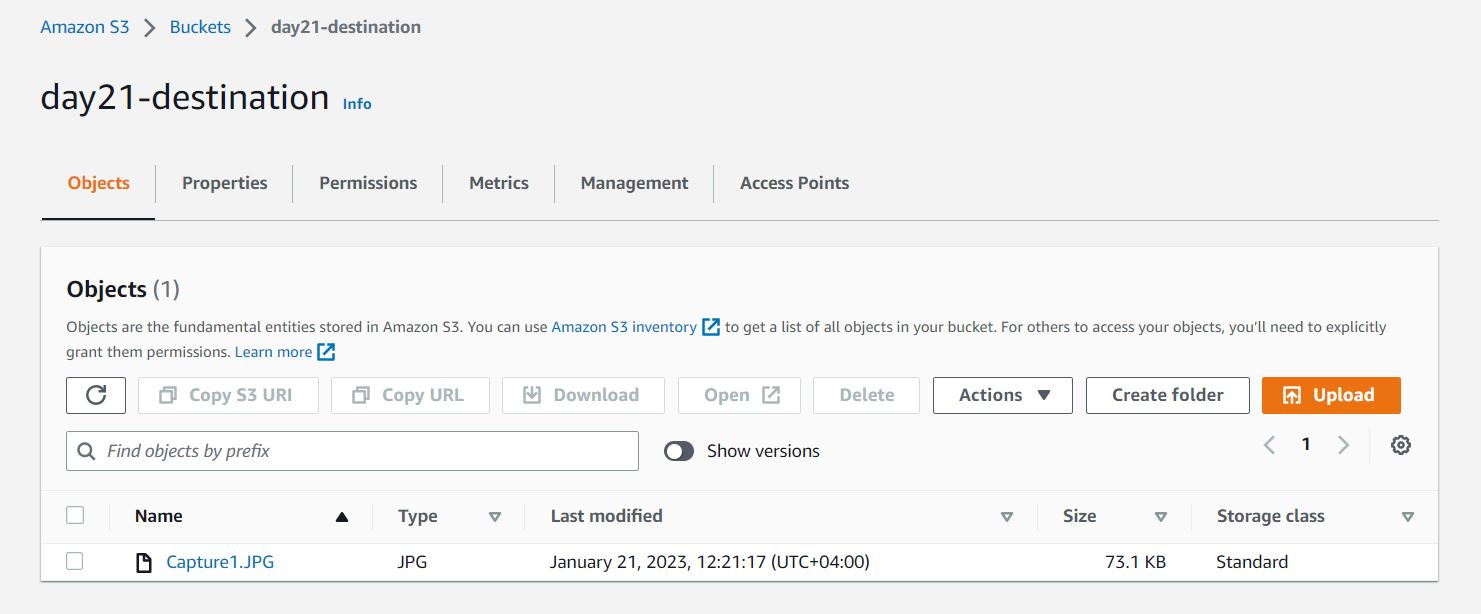 Amazon S3 Buckets day21-destination
day21-destination Info
Objects Properties Permissions Metrics Management Access Points
Objects (1)
Objects are the fundamental entities stored in Amazon S3. You can use Amazon S3 inventory to get a list of all objects in your bucket. For others to access your objects, you’ll need to explicitly
grant them permissions. Learn more
Copy S3 URI Copy URL Download Open Delete Actions Create folder Upload
Find objects by prefix Show versions 1
Name Type Last modified Size Storage class
Capture1.JPG JPG January 21, 2023, 12:21:17 (UTC+04:00) 73.1 KB Standard